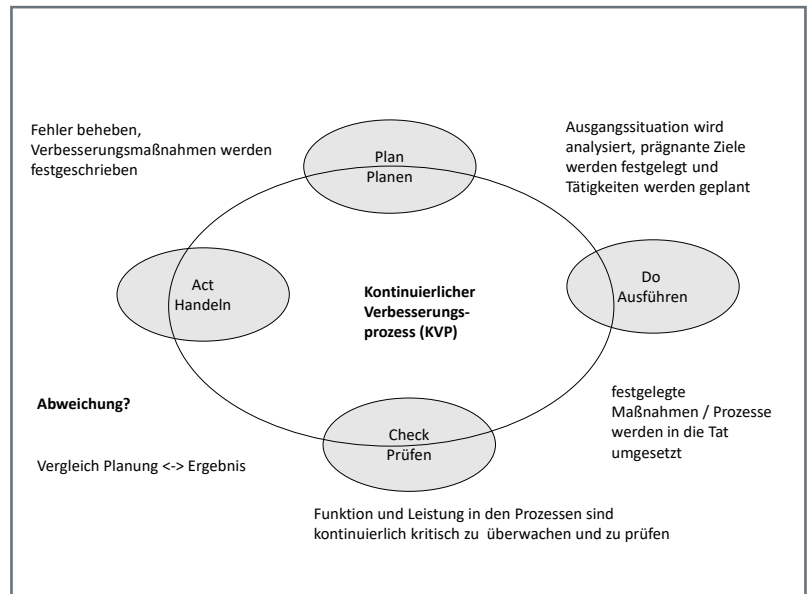 Fehler beheben,
Verbesserungsmaßnahmen werden
festgeschrieben
Plan
Planen
Ausgangssituation wird
analysiert, prägnante Ziele
werden festgelegt und
Tätigkeiten werden geplant
Act
Handeln
Kontinuierlicher
Verbesserungs-
prozess (KVP)
Do
Ausführen
Abweichung?
Vergleich Planung <-> Ergebnis
Check
Prüfen
festgelegte
Maßnahmen / Prozesse
werden in die Tat
umgesetzt
Funktion und Leistung in den Prozessen sind
kontinuierlich kritisch zu überwachen und zu prüfen